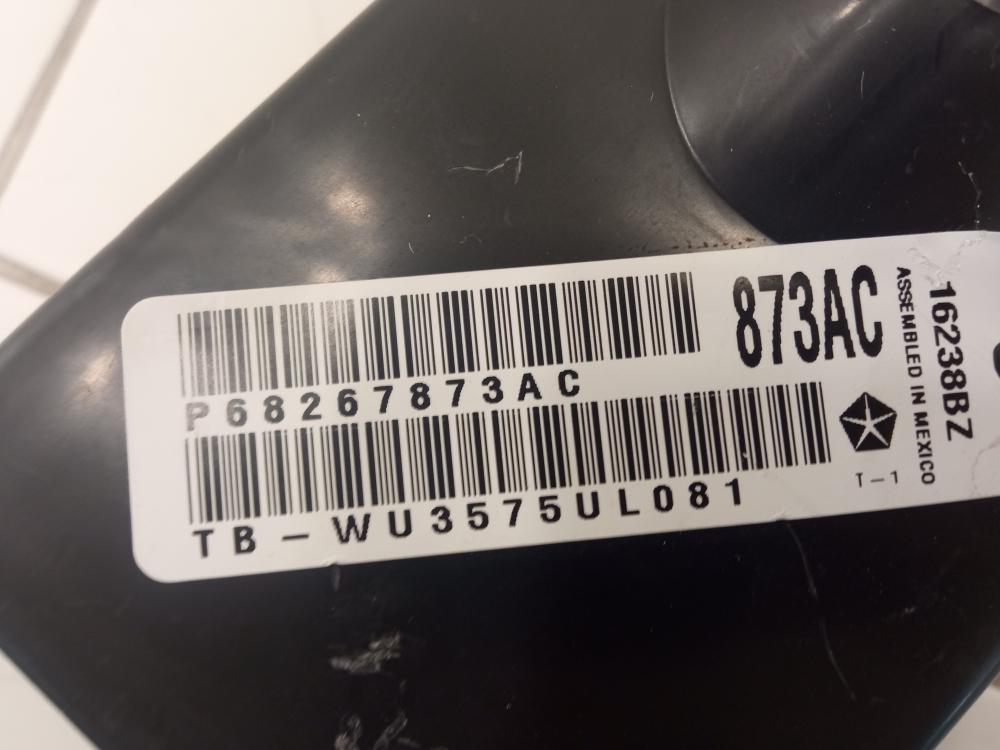 P68267873AC
873AC
TB-WU3575UL081
T-1
ASSEMBLED IN MEXICO
16238BZ